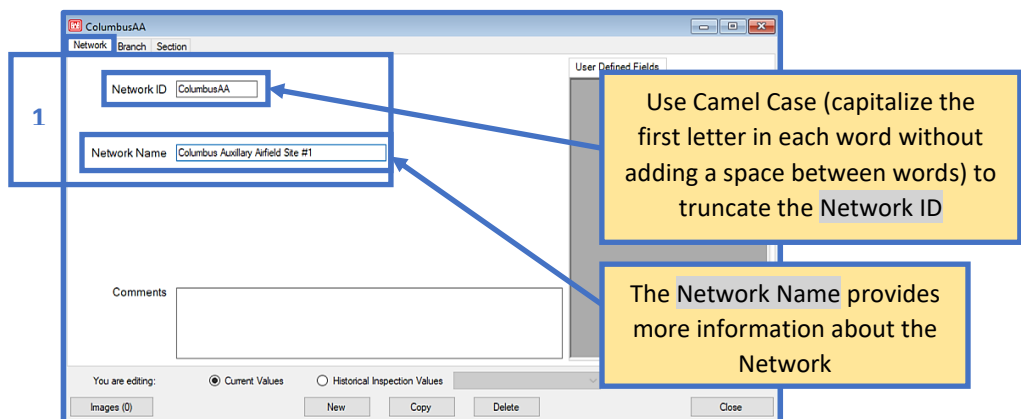 ColumbusAA
Network Branch Section
1
User Defined Fields
Network ID ColumbusAA
Use Camel Case (capitalize the
first letter in each word without
adding a space between words) to
truncate the Network ID
Network Name Columbus Auxillary Airfield Site #1
The Network Name provides
more information about the
Network
Comments
You are editing: Current Values Historical Inspection Values
Images (0) New Copy Delete Close